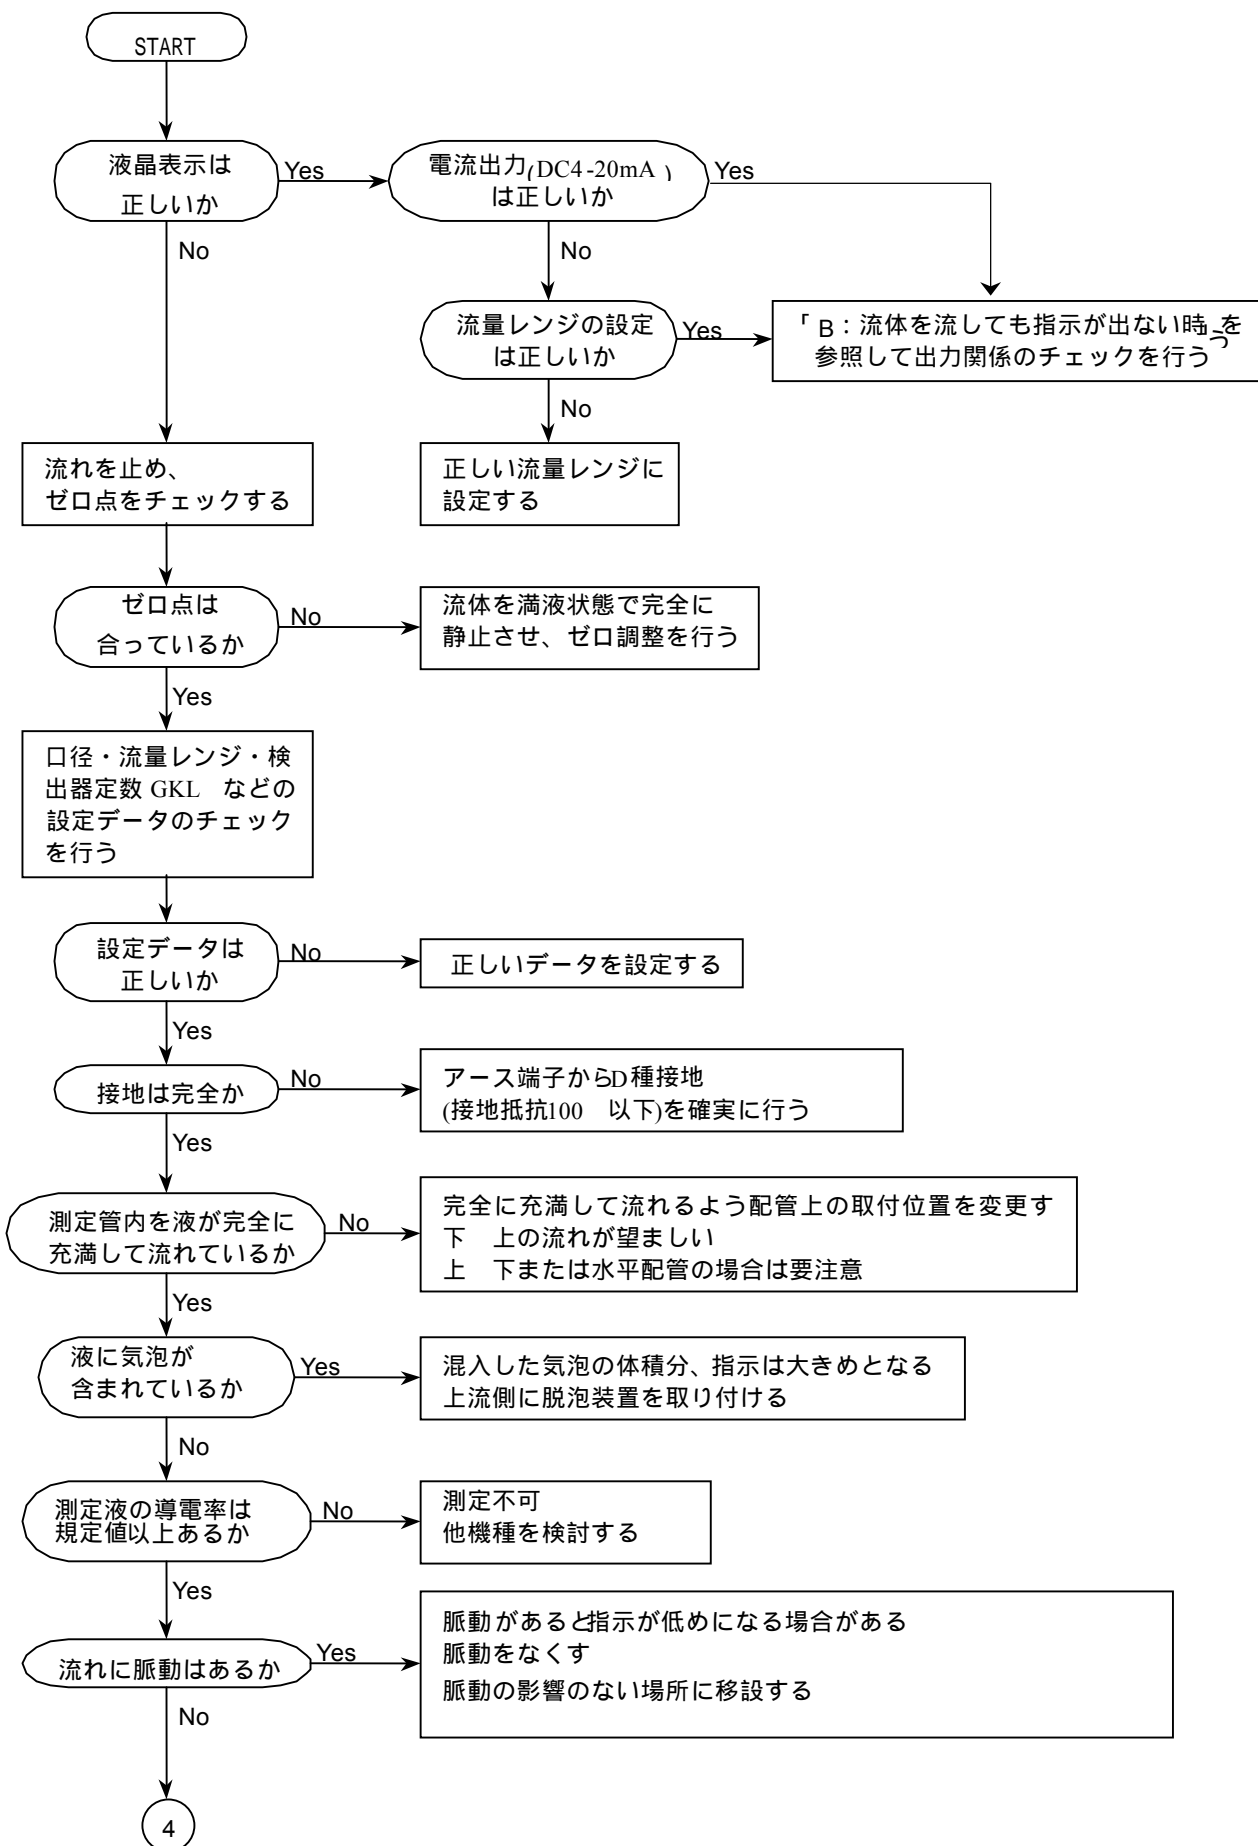 START
液晶表示は
正しいか
Yes
電流出力(DC4-20mA)
は正しいか
Yes
No
No
流量レンジの設定
は正しいか
Yes
「B：流体を流しても指示が出ない時」を
参照して出力関係のチェックを行う
No
流れを止め、
ゼロ点をチェックする
正しい流量レンジに
設定する
ゼロ点は
合っているか
No
流体を満液状態で完全に
静止させ、ゼロ調整を行う
Yes
口径・流量レンジ・検
出器定数 GKL などの
設定データのチェック
を行う
設定データは
正しいか
No
正しいデータを設定する
Yes
接地は完全か
No
アース端子からD種接地
(接地抵抗100 以下)を確実に行う
Yes
測定管内を液が完全に
充満して流れているか
No
完全に充満して流れるよう配管上の取付位置を変更す
下 上の流れが望ましい
上 下または水平配管の場合は要注意
Yes
液に気泡が
含まれているか
Yes
混入した気泡の体積分、指示は大きめとなる
上流側に脱泡装置を取り付ける
No
測定液の導電率は
規定値以上あるか
No
測定不可
他機種を検討する
Yes
流れに脈動はあるか
Yes
脈動があると指示が低めになる場合がある
脈動をなくす
脈動の影響のない場所に移設する
No
4